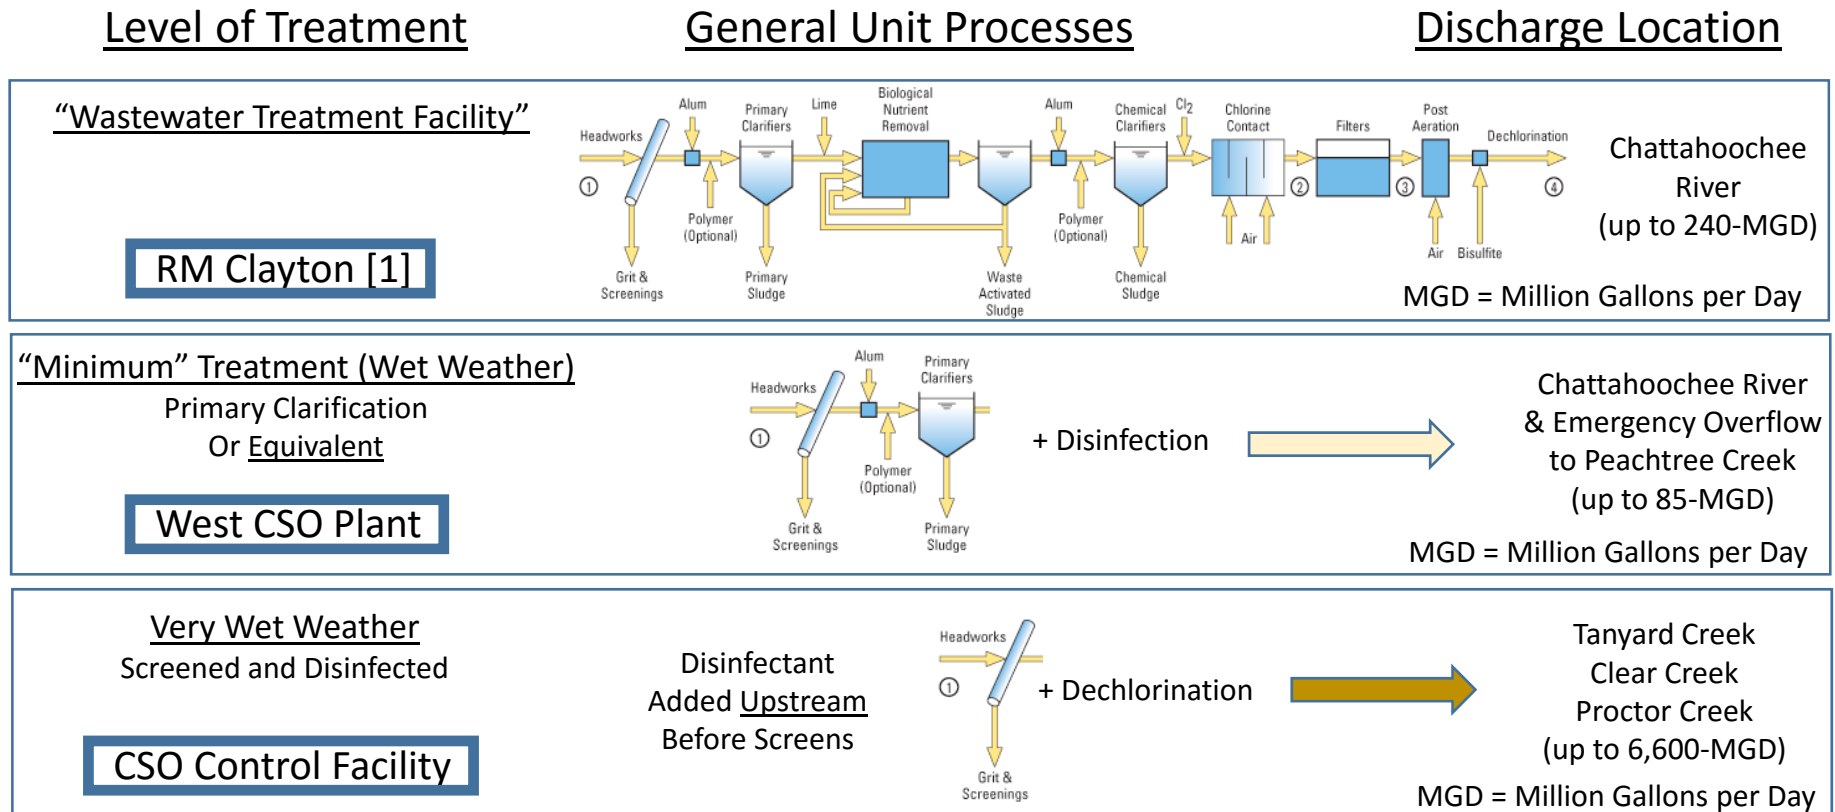 Level of Treatment
General Unit Processes
Discharge Location
“Wastewater Treatment Facility”
RM Clayton [1]
Headworks
①
Grit &
Screenings
Alum
Polymer
(Optional)
Primary
Clarifiers
Primary
Sludge
Lime
Biological
Nutrient
Removal
Waste
Activated
Sludge
Alum
Polymer
(Optional)
Chemical
Clarifiers
Chemical
Sludge
Cl₂
Chlorine
Contact
Air
②
Filters
③
Post
Aeration
Air
Bisulfite
Dechlorination
④
Chattahoochee
River
(up to 240-MGD)
MGD = Million Gallons per Day
“Minimum” Treatment (Wet Weather)
Primary Clarification
Or Equivalent
West CSO Plant
Headworks
①
Grit &
Screenings
Alum
Polymer
(Optional)
Primary
Clarifiers
Primary
Sludge
+ Disinfection
Chattahoochee River
& Emergency Overflow
to Peachtree Creek
(up to 85-MGD)
MGD = Million Gallons per Day
Very Wet Weather
Screened and Disinfected
CSO Control Facility
Disinfectant
Added Upstream
Before Screens
Headworks
①
Grit &
Screenings
+ Dechlorination
Tanyard Creek
Clear Creek
Proctor Creek
(up to 6,600-MGD)
MGD = Million Gallons per Day